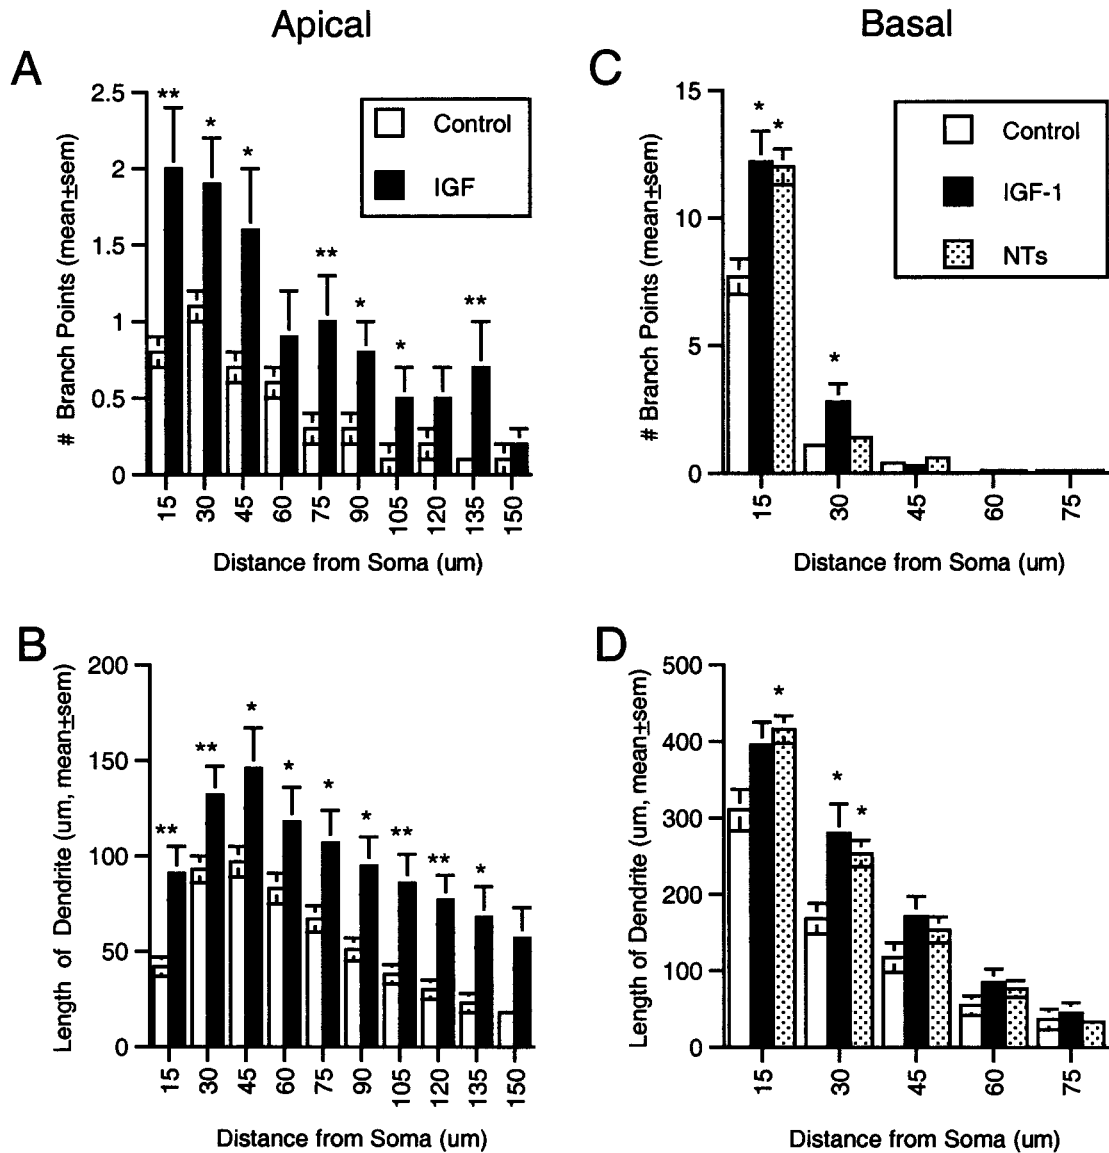 Apical
Basal
A
2.5
2
1.5
1
0.5
0
# Branch Points (mean±sem)
** * * ** * * **
Control
IGF
15 30 45 60 75 90 105 120 135 150
Distance from Soma (um)
C
15
10
5
0
# Branch Points (mean±sem)
* * *
Control
IGF-1
NTs
15 30 45 60 75
Distance from Soma (um)
B
200
150
100
50
0
Length of Dendrite (um, mean±sem)
** ** * * * * ** ** *
15 30 45 60 75 90 105 120 135 150
Distance from Soma (um)
D
500
400
300
200
100
0
Length of Dendrite (um, mean±sem)
* * *
15 30 45 60 75
Distance from Soma (um)